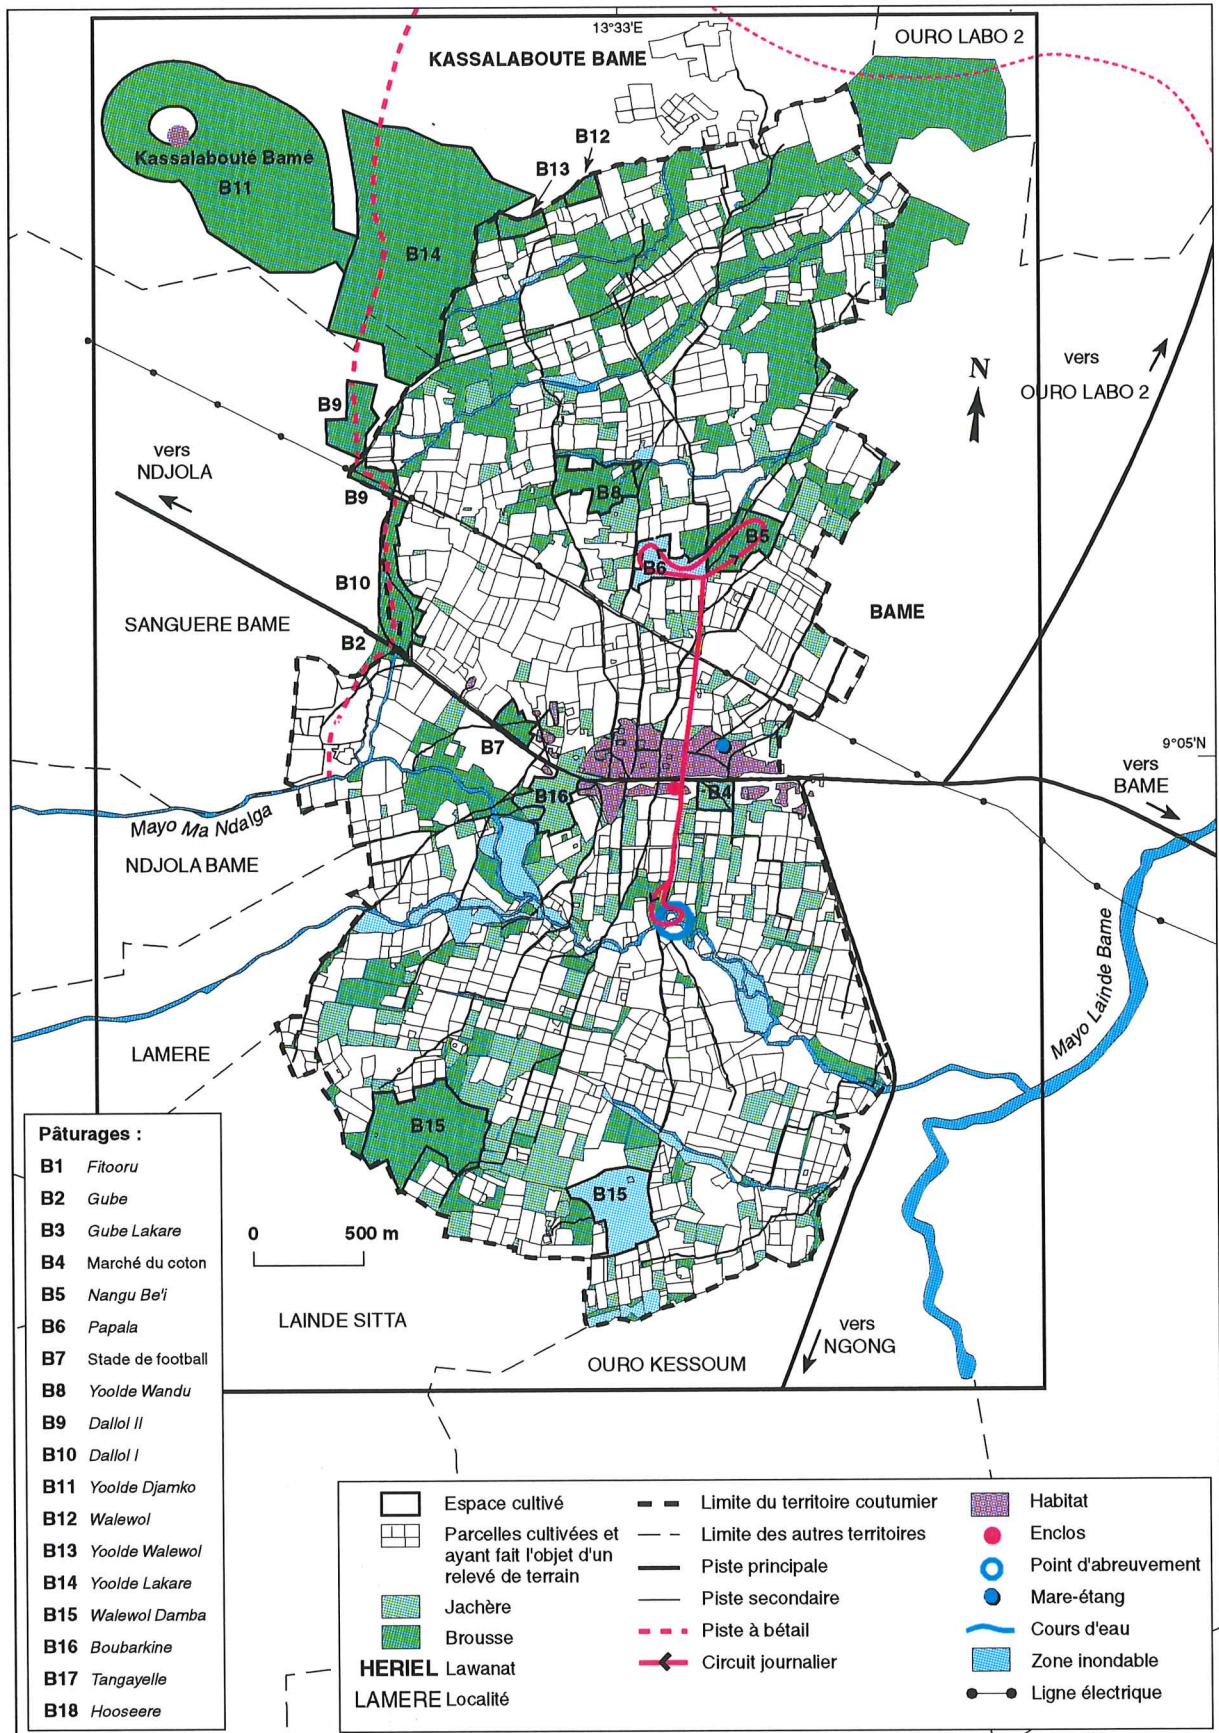 13°33'E
OURO LABO 2
KASSALABOUTE BAME
B12
B13
Kassalabouté Bamé
B11
B14
N
vers
OURO LABO 2
B9
vers
NDJOLA
B9
B8
B5
B6
B10
BAME
SANGUERE BAME
B2
B7
9°05'N
vers
BAME
B16
B4
Mayo Ma Ndalga
NDJOLA BAME
Mayo Lainde Bame
LAMERE
B15
B15
0 500 m
LAINDE SITTA
vers
NGONG
OURO KESSOUM
Pâturages :
B1 Fitooru
B2 Gube
B3 Gube Lakare
B4 Marché du coton
B5 Nangu Be'i
B6 Papala
B7 Stade de football
B8 Yoolde Wandu
B9 Dallol II
B10 Dallol I
B11 Yoolde Djamko
B12 Walewol
B13 Yoolde Walewol
B14 Yoolde Lakare
B15 Walewol Damba
B16 Boubarkine
B17 Tangayelle
B18 Hooseere
Espace cultivé
Parcelles cultivées et
ayant fait l'objet d'un
relevé de terrain
Jachère
Brousse
HERIEL Lawanat
LAMERE Localité
Limite du territoire coutumier
Limite des autres territoires
Piste principale
Piste secondaire
Piste à bétail
Circuit journalier
Habitat
Enclos
Point d'abreuvement
Mare-étang
Cours d'eau
Zone inondable
Ligne électrique